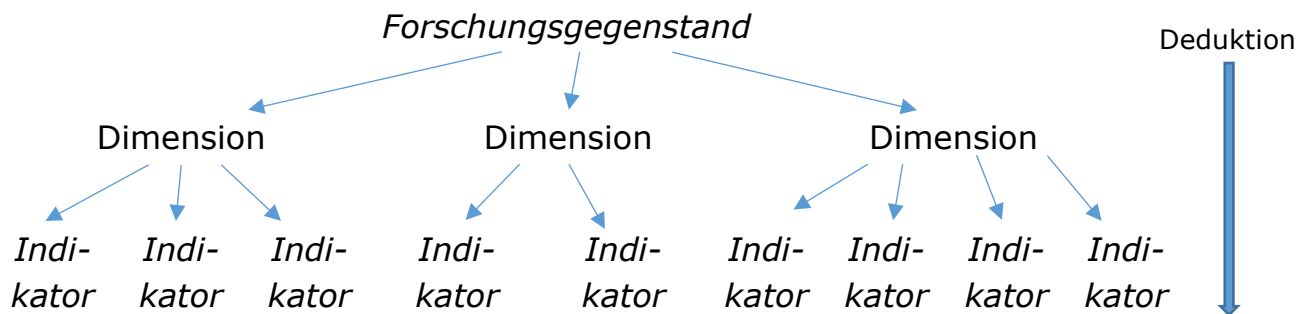 Forschungsgegenstand
Deduktion
Dimension Dimension Dimension
Indi- Indi- Indi- Indi- Indi- Indi- Indi- Indi- Indi-
kator kator kator kator kator kator kator kator kator